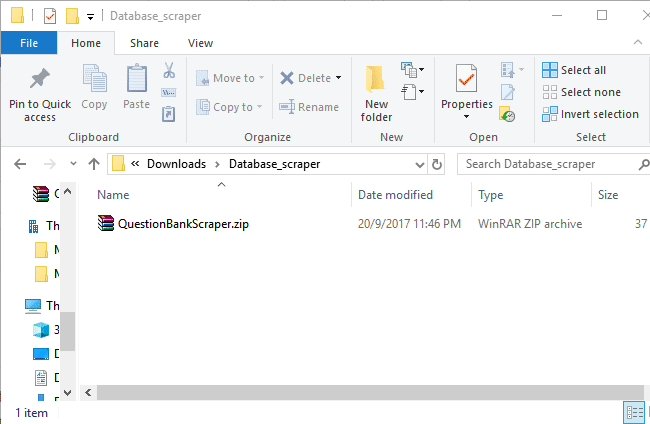 Database_scraper
File Home Share View
Pin to Quick access
Copy
Paste
Clipboard
Move to
Copy to
Delete
Rename
Organize
New folder
New
Properties
Open
Select all
Select none
Invert selection
Select
« Downloads > Database_scraper
Search Database_scraper
Name Date modified Type Size
QuestionBankScraper.zip 20/9/2017 11:46 PM WinRAR ZIP archive 37
Th
M
M
Th
3
D
D
1 item